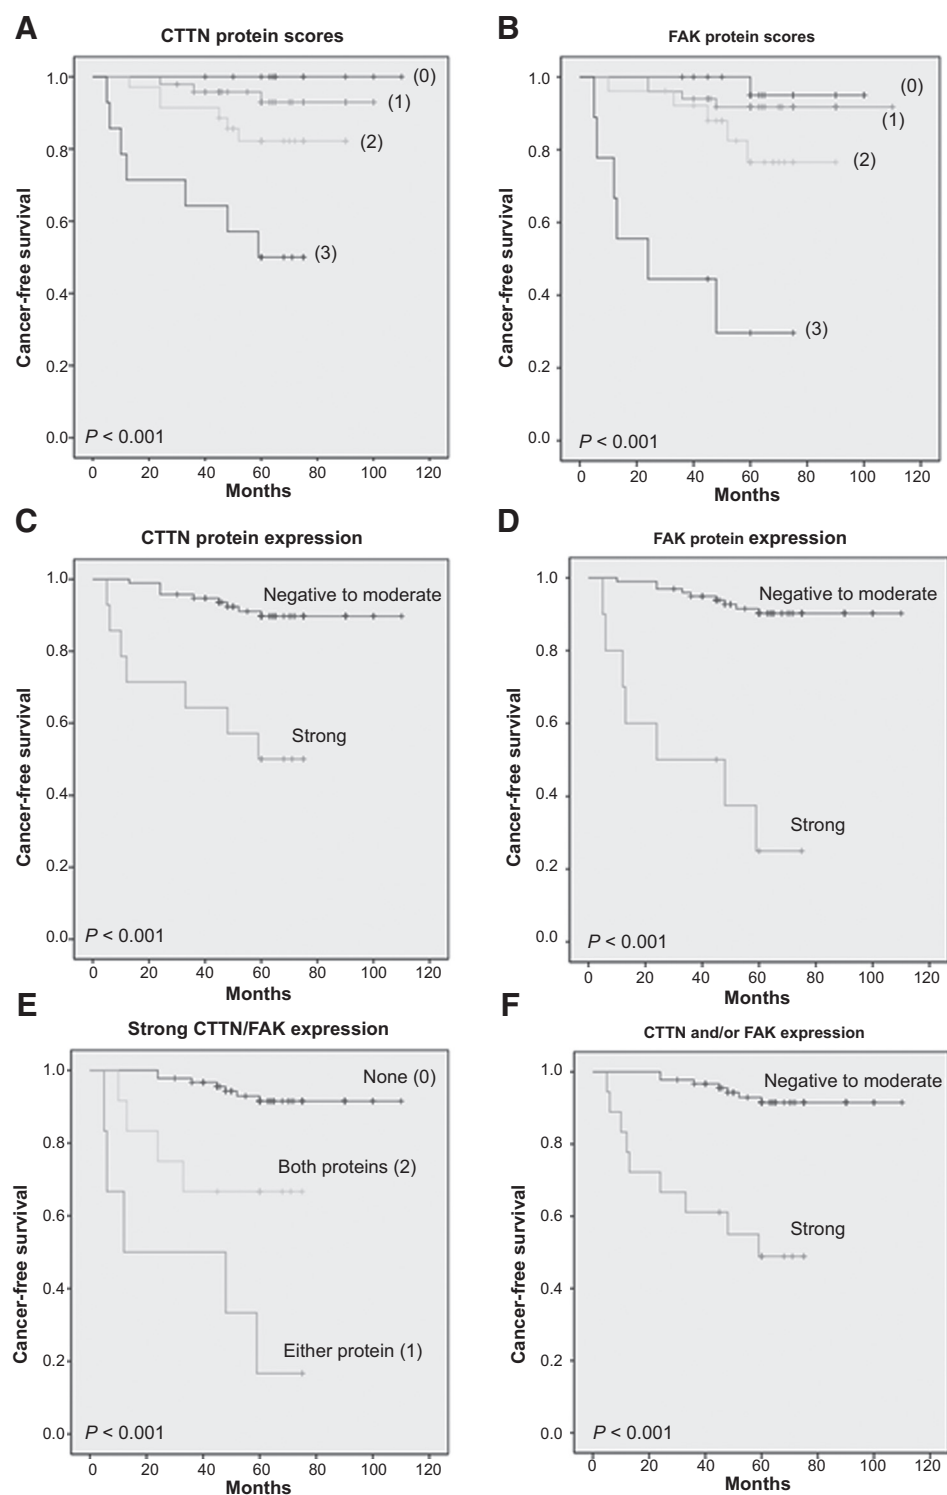 A
CTTN protein scores
Cancer-free survival
1.0
0.8
0.6
0.4
0.2
0.0
(0)
(1)
(2)
(3)
P < 0.001
0 20 40 60 80 100 120
Months
B
FAK protein scores
Cancer-free survival
1.0
0.8
0.6
0.4
0.2
0.0
(0)
(1)
(2)
(3)
P < 0.001
0 20 40 60 80 100 120
Months
C
CTTN protein expression
Cancer-free survival
1.0
0.8
0.6
0.4
0.2
0.0
Negative to moderate
Strong
P < 0.001
0 20 40 60 80 100 120
Months
D
FAK protein expression
Cancer-free survival
1.0
0.8
0.6
0.4
0.2
0.0
Negative to moderate
Strong
P < 0.001
0 20 40 60 80 100 120
Months
E
Strong CTTN/FAK expression
Cancer-free survival
1.0
0.8
0.6
0.4
0.2
0.0
None (0)
Both proteins (2)
Either protein (1)
P < 0.001
0 20 40 60 80 100 120
Months
F
CTTN and/or FAK expression
Cancer-free survival
1.0
0.8
0.6
0.4
0.2
0.0
Negative to moderate
Strong
P < 0.001
0 20 40 60 80 100 120
Months